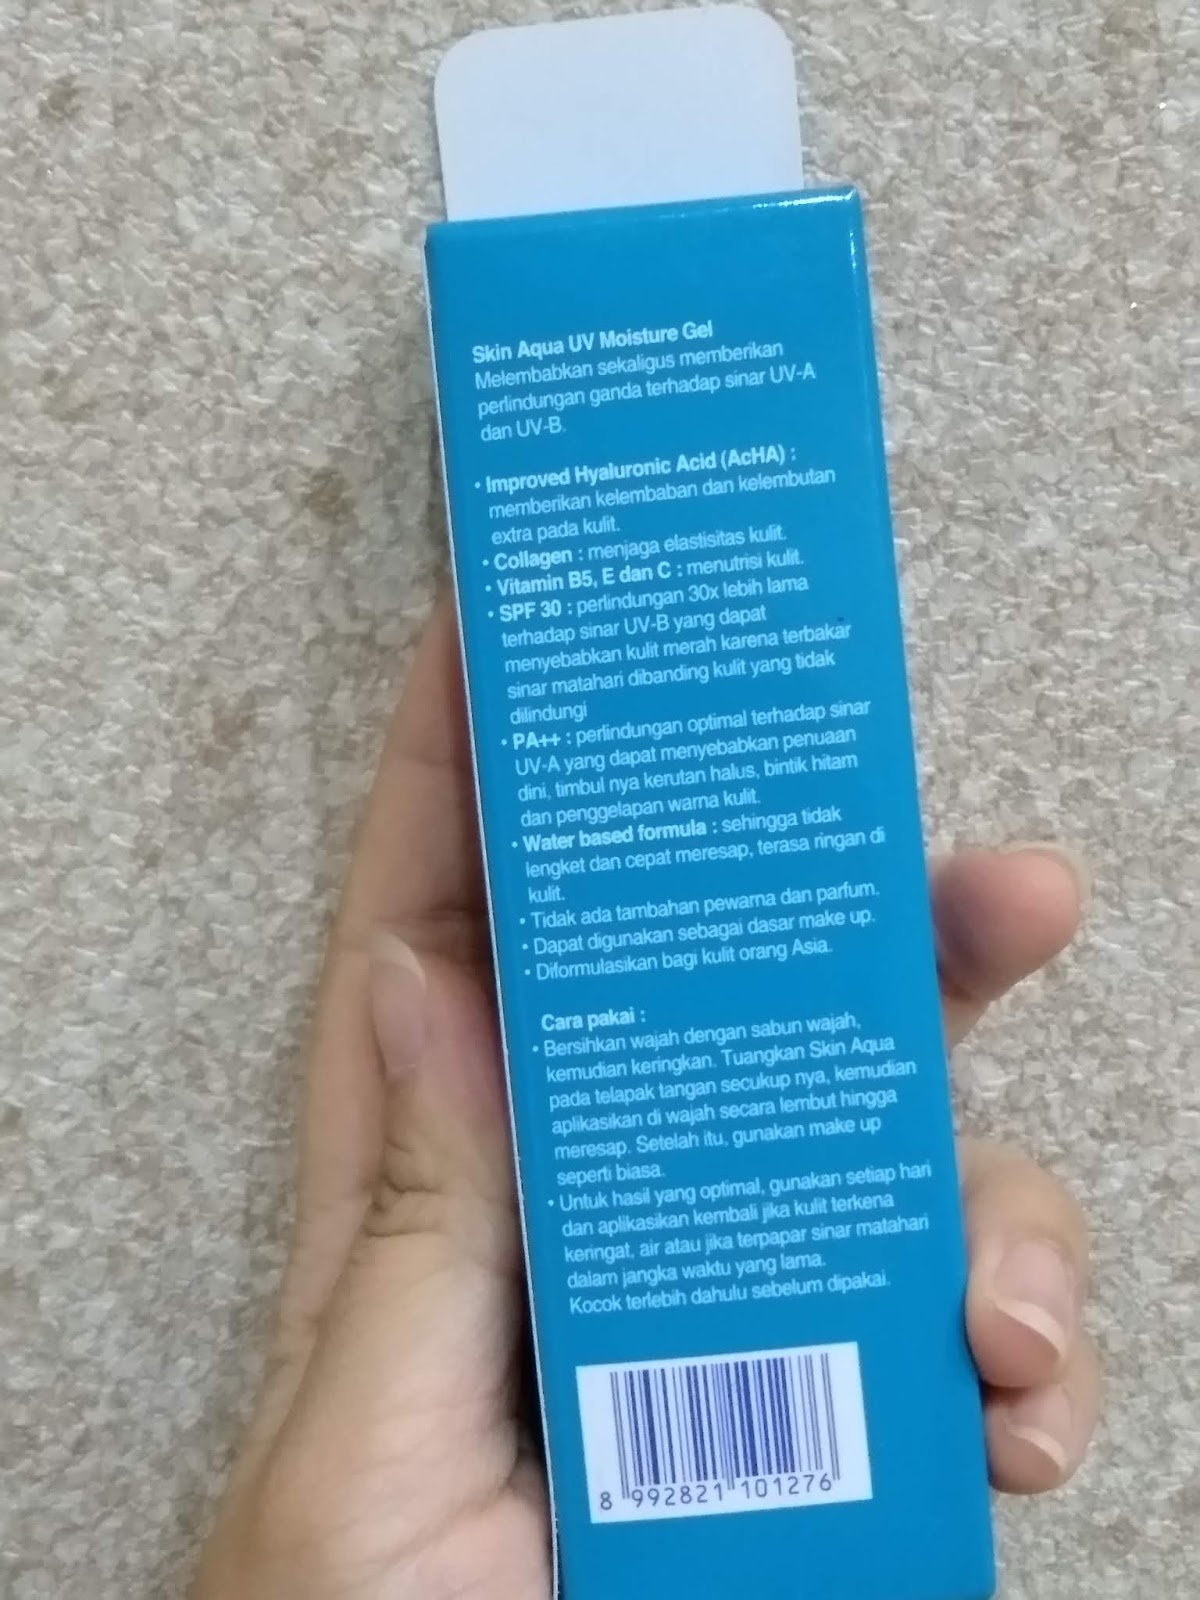 Skin Aqua UV Moisture Gel
Melembabkan sekaligus memberikan
perlindungan ganda terhadap sinar UV-A
dan UV-B.
• Improved Hyaluronic Acid (AcHA) :
memberikan kelembaban dan kelembutan
extra pada kulit.
• Collagen : menjaga elastisitas kulit.
• Vitamin B5, E dan C : menutrisi kulit.
• SPF 30 : perlindungan 30x lebih lama
terhadap sinar UV-B yang dapat
menyebabkan kulit merah karena terbakar
sinar matahari dibanding kulit yang tidak
dilindungi
• PA++ : perlindungan optimal terhadap sinar
UV-A yang dapat menyebabkan penuaan
dini, timbul nya kerutan halus, bintik hitam
dan penggelapan warna kulit.
• Water based formula : sehingga tidak
lengket dan cepat meresap, terasa ringan di
kulit.
• Tidak ada tambahan pewarna dan parfum.
• Dapat digunakan sebagai dasar make up.
• Diformulasikan bagi kulit orang Asia.
Cara pakai :
• Bersihkan wajah dengan sabun wajah,
kemudian keringkan. Tuangkan Skin Aqua
pada telapak tangan secukup nya, kemudian
aplikasikan di wajah secara lembut hingga
meresap. Setelah itu, gunakan make up
seperti biasa.
• Untuk hasil yang optimal, gunakan setiap hari
dan aplikasikan kembali jika kulit terkena
keringat, air atau jika terpapar sinar matahari
dalam jangka waktu yang lama.
Kocok terlebih dahulu sebelum dipakai.
8 992821 101276